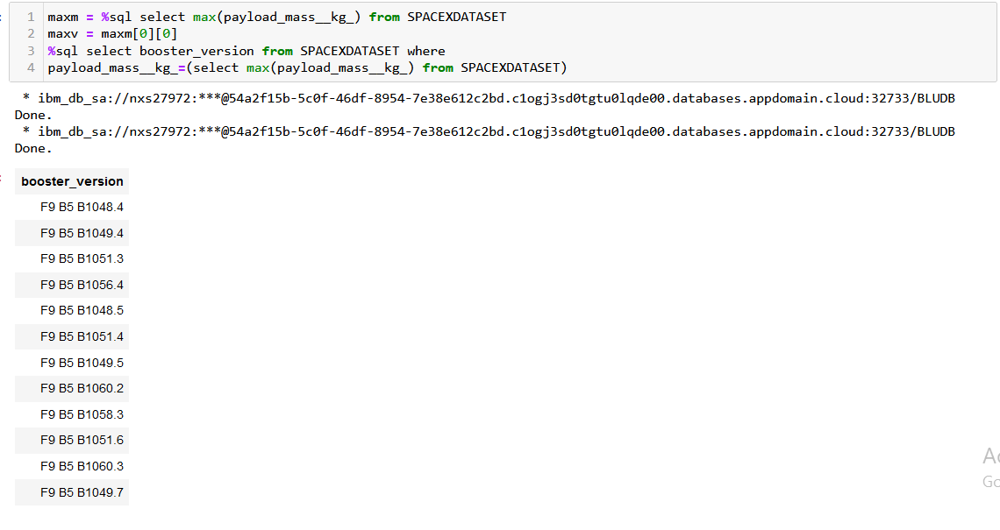 1 maxm = %sql select max(payload_mass__kg_) from SPACEXDATASET
2 maxv = maxm[0][0]
3 %sql select booster_version from SPACEXDATASET where
4 payload_mass__kg_=(select max(payload_mass__kg_) from SPACEXDATASET)
* ibm_db_sa://nxs27972:***@54a2f15b-5c0f-46df-8954-7e38e612c2bd.c1ogj3sd0tgtu0lqde00.databases.appdomain.cloud:32733/BLUDB
Done.
* ibm_db_sa://nxs27972:***@54a2f15b-5c0f-46df-8954-7e38e612c2bd.c1ogj3sd0tgtu0lqde00.databases.appdomain.cloud:32733/BLUDB
Done.
booster_version
F9 B5 B1048.4
F9 B5 B1049.4
F9 B5 B1051.3
F9 B5 B1056.4
F9 B5 B1048.5
F9 B5 B1051.4
F9 B5 B1049.5
F9 B5 B1060.2
F9 B5 B1058.3
F9 B5 B1051.6
F9 B5 B1060.3
F9 B5 B1049.7